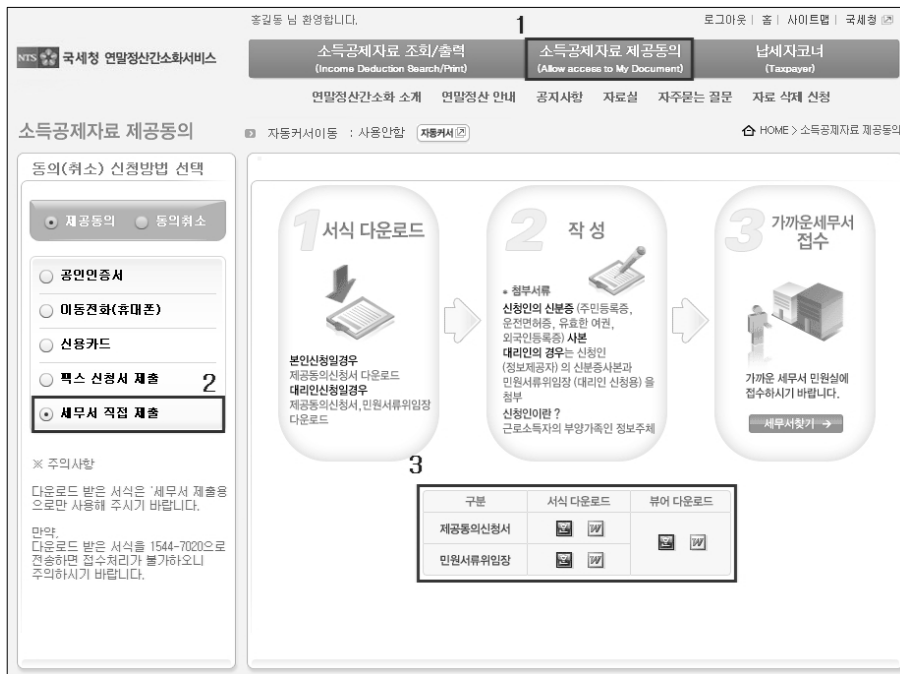 홍길동 님 환영합니다.
로그아웃 | 홈 | 사이트맵 | 국세청
1
NTS 국세청 연말정산간소화서비스
소득공제자료 조회/출력
(Income Deduction Search/Print)
소득공제자료 제공동의
(Allow access to My Document)
납세자코너
(Taxpayer)
연말정산간소화 소개 연말정산 안내 공지사항 자료실 자주묻는 질문 자료 삭제 신청
소득공제자료 제공동의
자동커서이동 : 사용안함 자동커서
HOME > 소득공제자료 제공동의
동의(취소) 신청방법 선택
제공동의 동의취소
공인인증서
이동전화(휴대폰)
신용카드
팩스 신청서 제출
2
세무서 직접 제출
※ 주의사항
다운로드 받은 서식은 '세무서 제출용
으로만 사용해 주시기 바랍니다.
만약,
다운로드 받은 서식을 1544-7020으로
전송하면 접수처리가 불가하오니
주의하시기 바랍니다.
1 서식 다운로드
본인신청일경우
제공동의신청서 다운로드
대리인신청일경우
제공동의신청서,민원서류위임장
다운로드
2 작 성
• 첨부서류
신청인의 신분증 (주민등록증,
운전면허증, 유효한 여권,
외국인등록증) 사본
대리인의 경우는 신청인
(정보제공자) 의 신분증사본과
민원서류위임장 (대리인 신청용) 을
첨부
신청인이란 ?
근로소득자의 부양가족인 정보주체
3 가까운세무서
접수
가까운 세무서 민원실에
접수하시기 바랍니다.
세무서찾기 →
3
구분 서식 다운로드 뷰어 다운로드
제공동의신청서
민원서류위임장